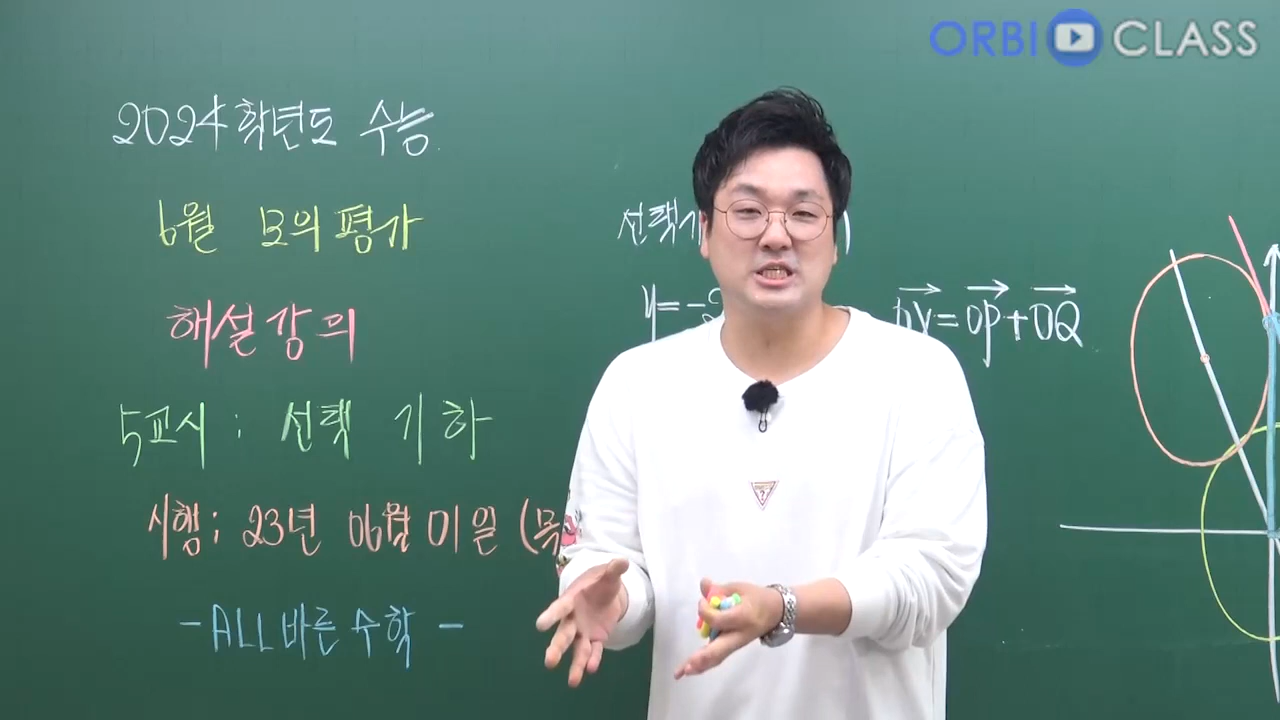 ORBI CLASS
2024학년도 수능
6월 모의평가
해설강의
5교시 : 선택 기하
시행 : 23년 06월 01일 (목
-ALL바른수학-
선택기
y=-2
OP+OQ
?